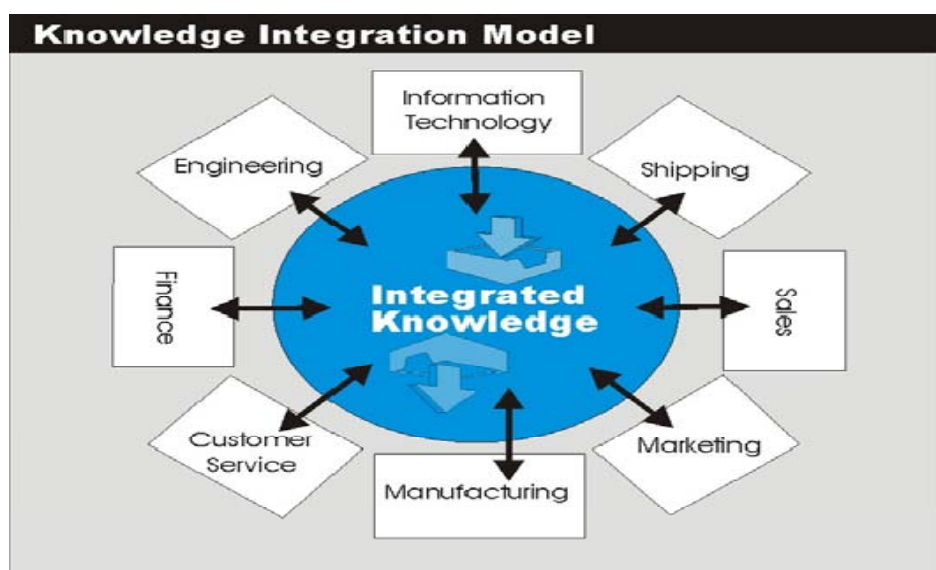 Knowledge Integration Model
Information
Technology
Engineering
Shipping
Finance
Integrated
Knowledge
Sales
Customer
Service
Marketing
Manufacturing